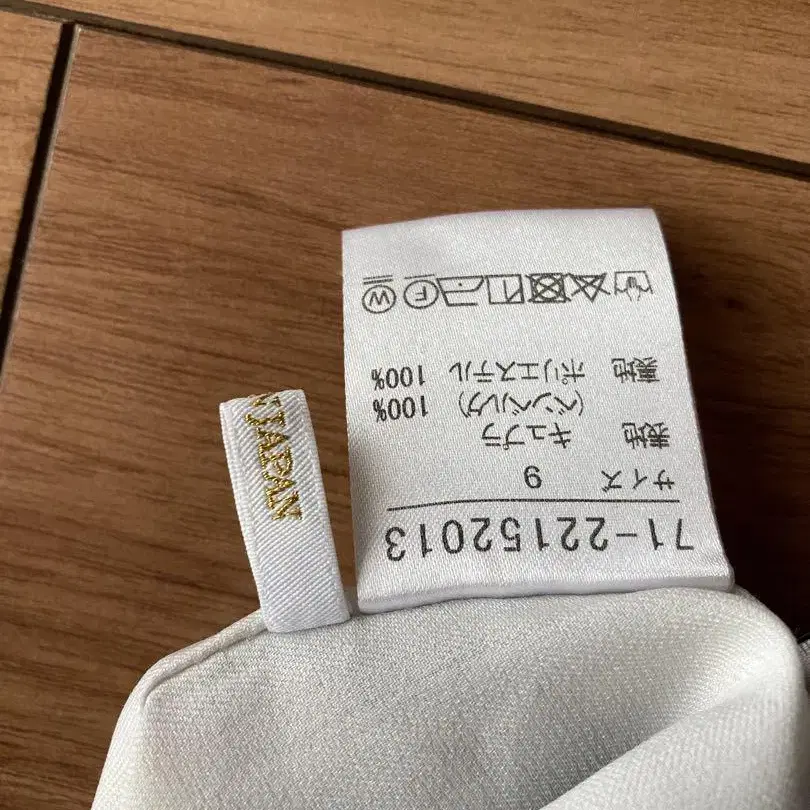 71-22152013
サイズ 9
表地 キュプラ
(ベンベルグ) 100%
裏地 ポリエステル 100%
F W
JAPAN